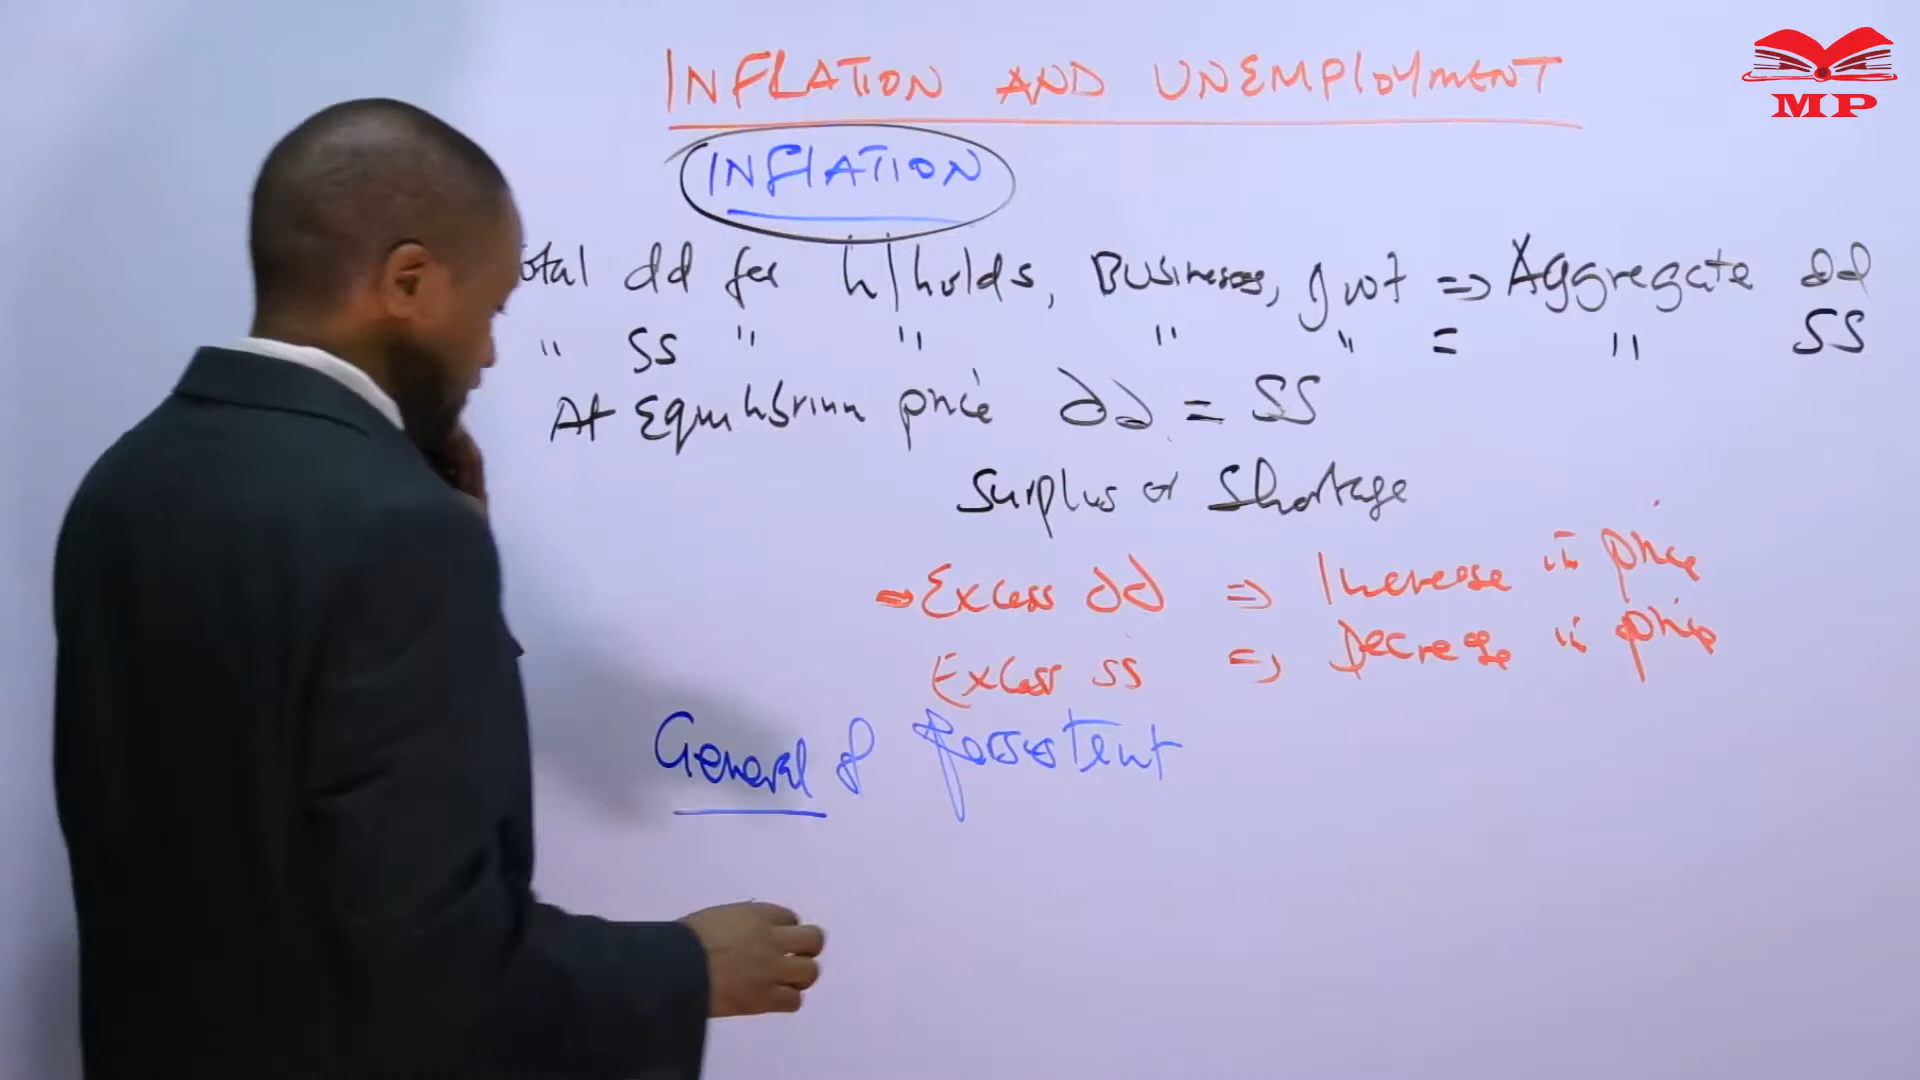 INFLATION AND UNEMPLOYMENT
MP
INFLATION
otal dd for h/holds, Businesses, gvvt => Aggregate dd
" SS " " " " = " SS
At Equilibrium price dd = SS
Surplus or Shortage
→ Excess dd => Increase in price
Excess ss => Decrease in price
General & Persistent